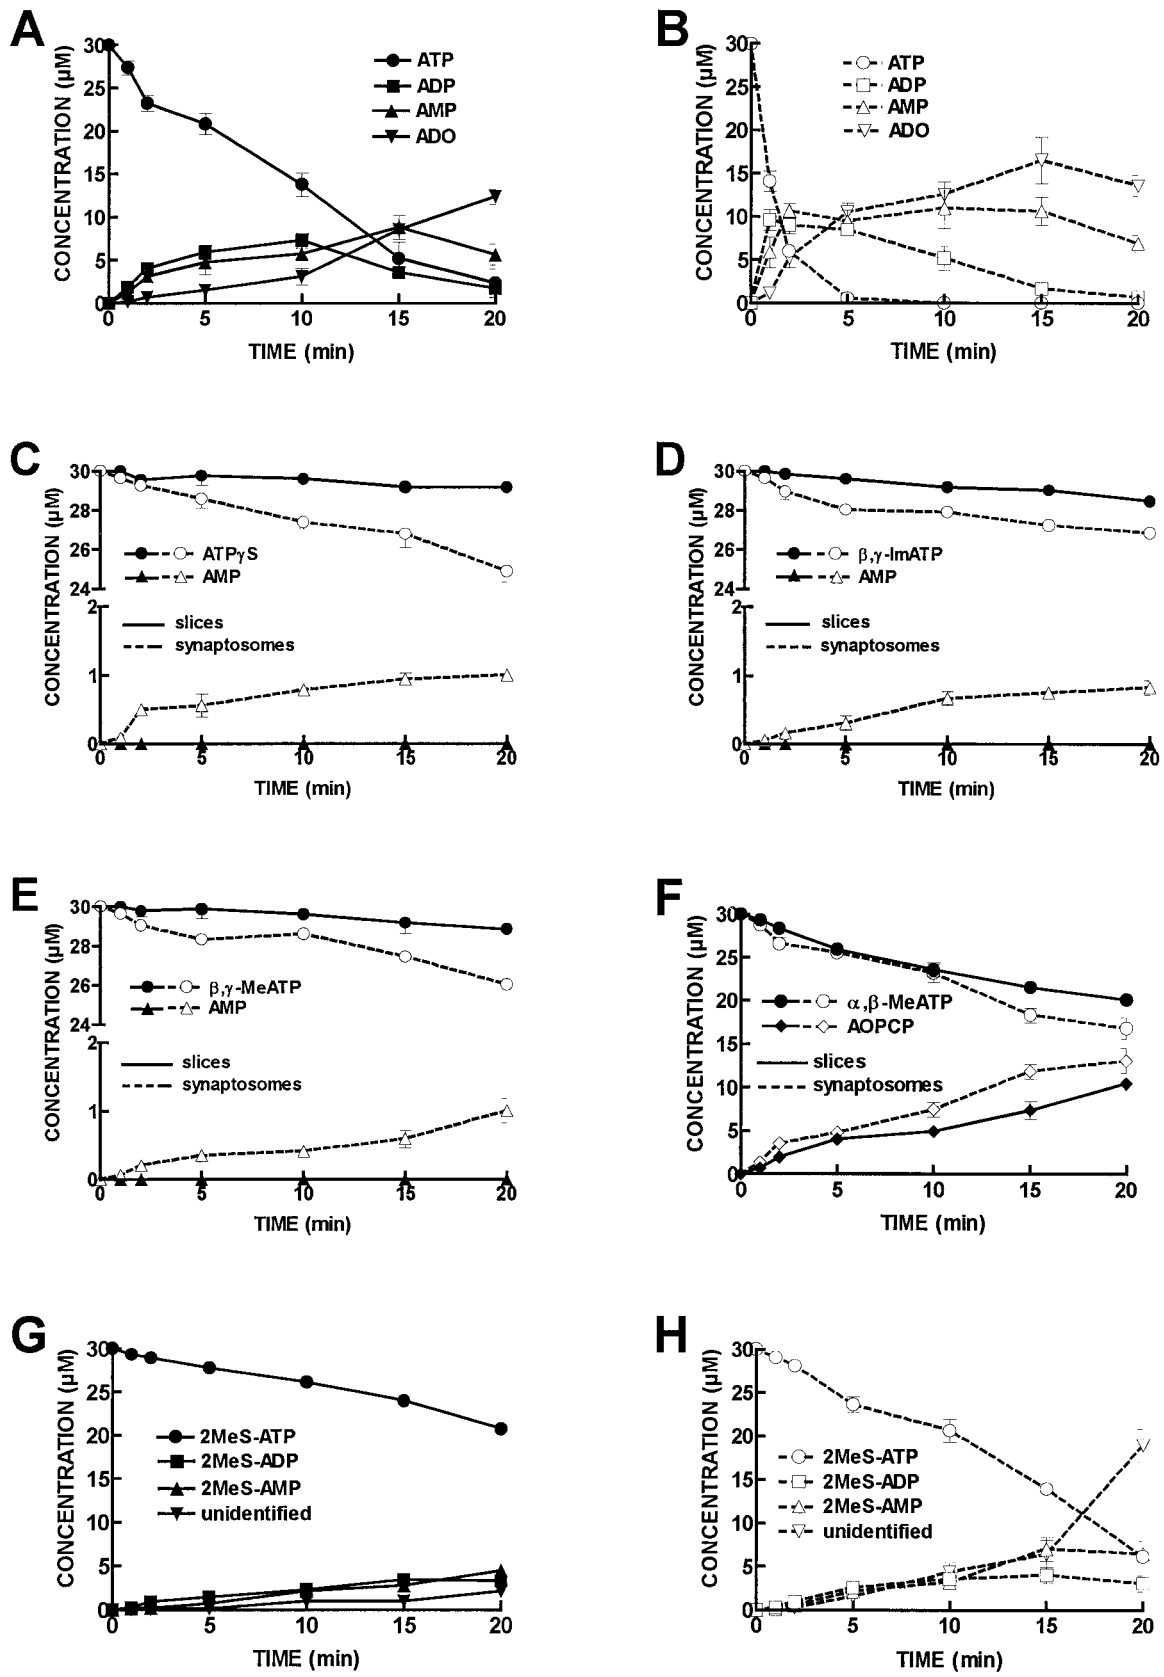 A
CONCENTRATION (µM)
30
25
20
15
10
5
0
ATP
ADP
AMP
ADO
0 5 10 15 20
TIME (min)
B
CONCENTRATION (µM)
30
25
20
15
10
5
0
ATP
ADP
AMP
ADO
0 5 10 15 20
TIME (min)
C
CONCENTRATION (µM)
30
28
26
24
2
1
0
ATPγS
AMP
slices
synaptosomes
0 5 10 15 20
TIME (min)
D
CONCENTRATION (µM)
30
28
26
24
2
1
0
β,γ-ImATP
AMP
slices
synaptosomes
0 5 10 15 20
TIME (min)
E
CONCENTRATION (µM)
30
28
26
24
2
1
0
β,γ-MeATP
AMP
slices
synaptosomes
0 5 10 15 20
TIME (min)
F
CONCENTRATION (µM)
30
25
20
15
10
5
0
α,β-MeATP
AOPCP
slices
synaptosomes
0 5 10 15 20
TIME (min)
G
CONCENTRATION (µM)
30
25
20
15
10
5
0
2MeS-ATP
2MeS-ADP
2MeS-AMP
unidentified
0 5 10 15 20
TIME (min)
H
CONCENTRATION (µM)
30
25
20
15
10
5
0
2MeS-ATP
2MeS-ADP
2MeS-AMP
unidentified
0 5 10 15 20
TIME (min)